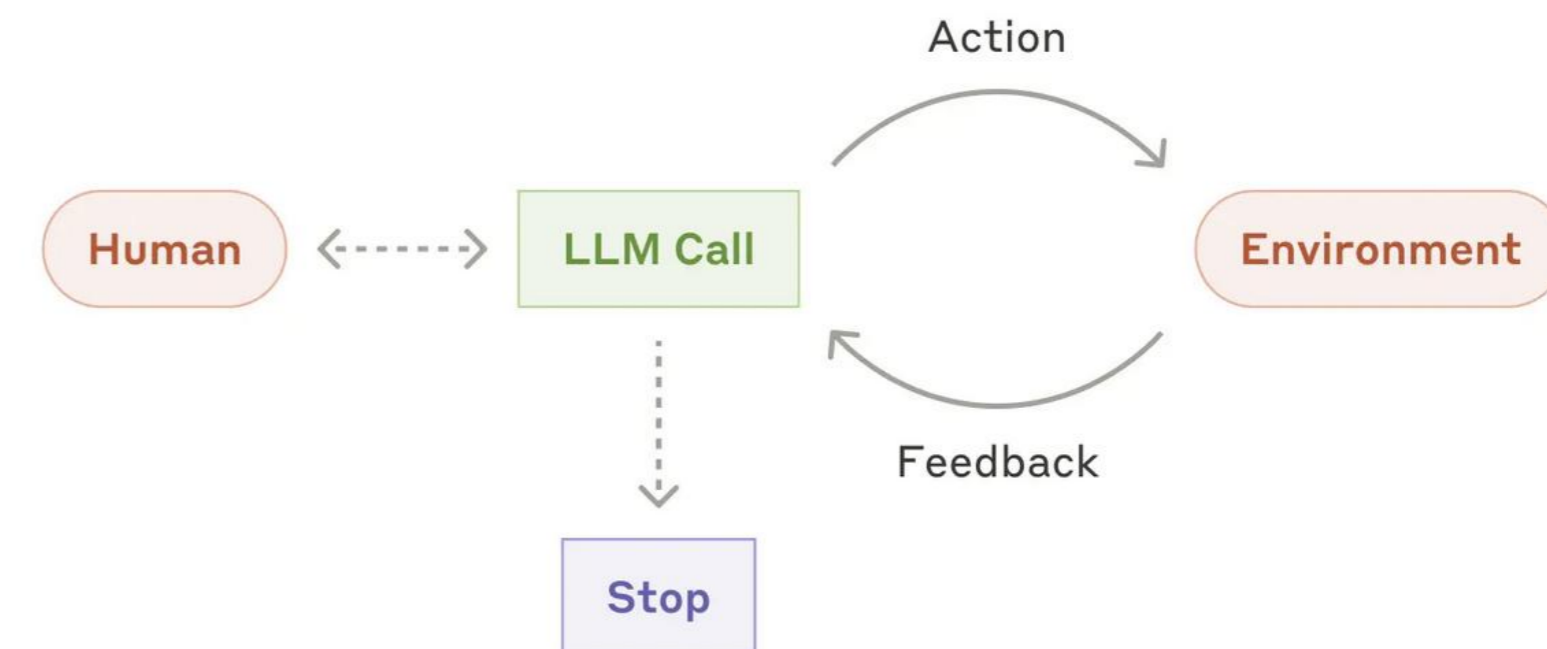 Action
Human
LLM Call
Environment
Feedback
Stop